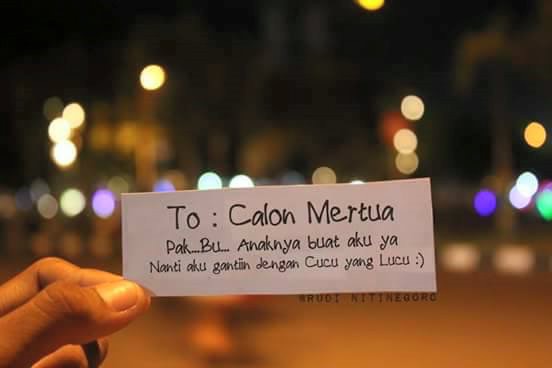 To : Calon Mertua
Pak...Bu... Anaknya buat aku ya
Nanti aku gantiin dengan Cucu yang Lucu :)
@RUDI NITINEGORO